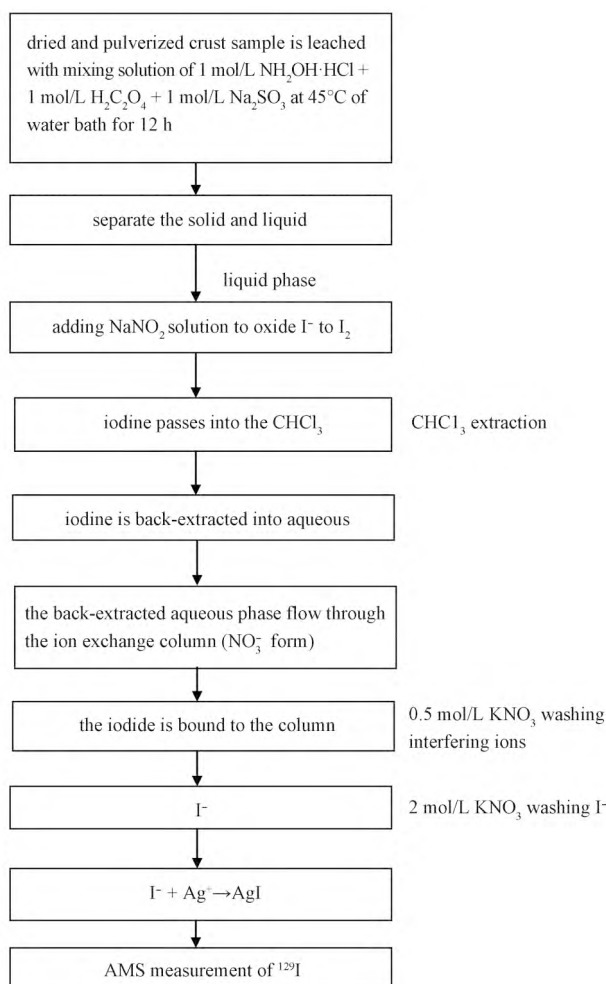 dried and pulverized crust sample is leached
with mixing solution of 1 mol/L NH₂OH·HCl +
1 mol/L H₂C₂O₄ + 1 mol/L Na₂SO₃ at 45°C of
water bath for 12 h
separate the solid and liquid
liquid phase
adding NaNO₂ solution to oxide I⁻ to I₂
iodine passes into the CHCl₃
CHC1₃ extraction
iodine is back-extracted into aqueous
the back-extracted aqueous phase flow through
the ion exchange column (NO₃⁻ form)
the iodide is bound to the column
0.5 mol/L KNO₃ washing
interfering ions
I⁻
2 mol/L KNO₃ washing I⁻
I⁻ + Ag⁺→AgI
AMS measurement of ¹²⁹I